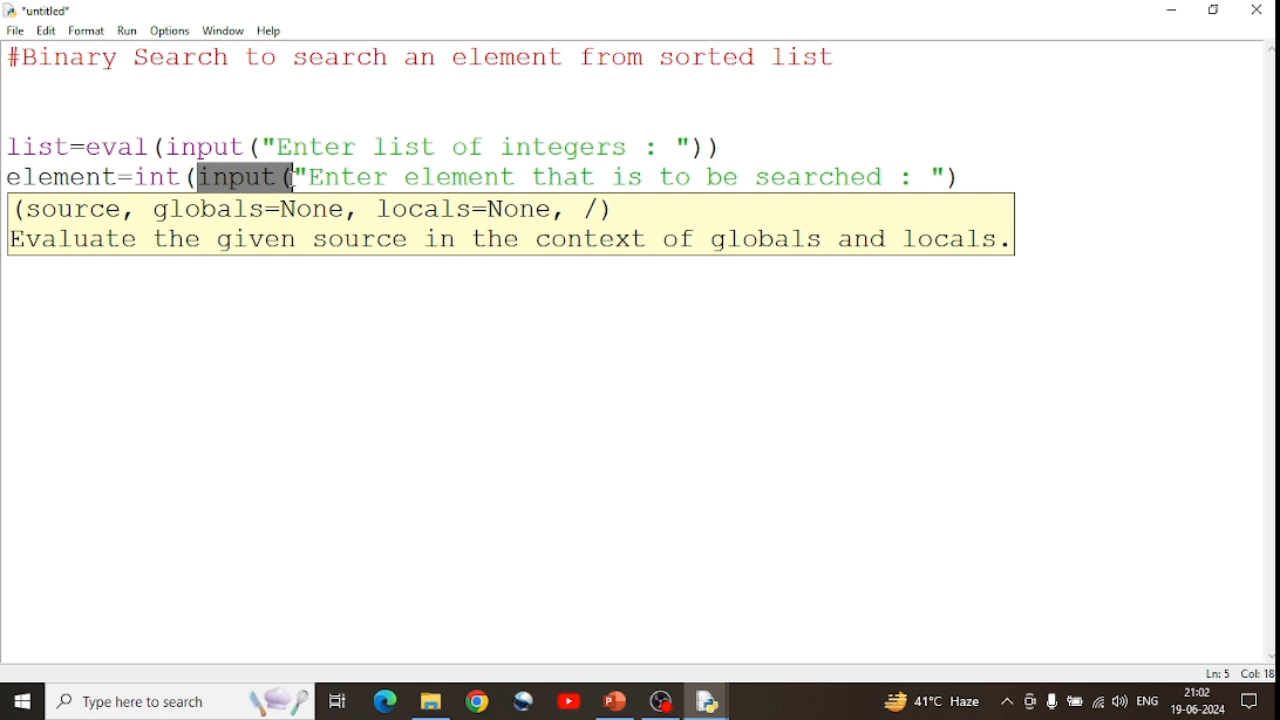 *untitled*
File Edit Format Run Options Window Help
#Binary Search to search an element from sorted list
list=eval(input("Enter list of integers : "))
element=int(input("Enter element that is to be searched : ")
(source, globals=None, locals=None, /)
Evaluate the given source in the context of globals and locals.
Ln: 5 Col: 18
Type here to search
41°C Haze
ENG
21:02
19-06-2024